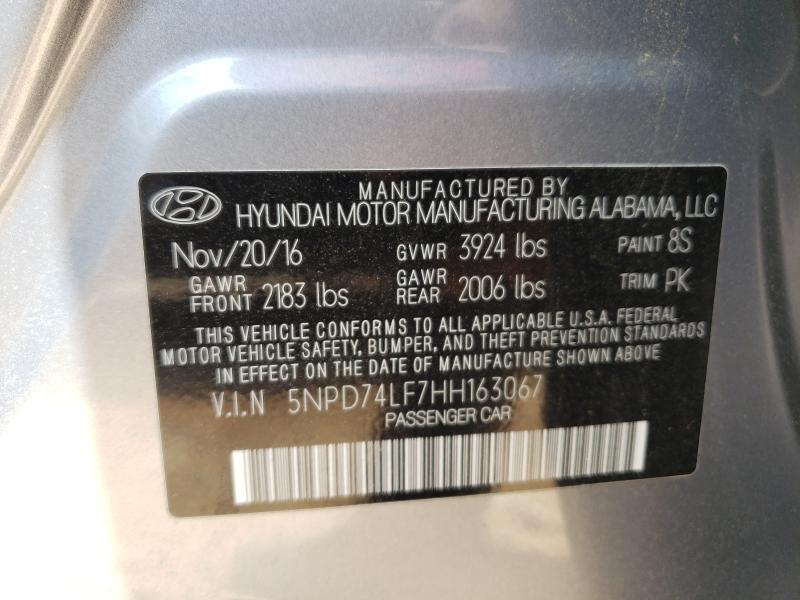 MANUFACTURED BY
HYUNDAI MOTOR MANUFACTURING ALABAMA, LLC
Nov/20/16 GVWR 3924 lbs PAINT 8S
GAWR FRONT 2183 lbs GAWR REAR 2006 lbs TRIM PK
THIS VEHICLE CONFORMS TO ALL APPLICABLE U.S.A. FEDERAL
MOTOR VEHICLE SAFETY, BUMPER, AND THEFT PREVENTION STANDARDS
IN EFFECT ON THE DATE OF MANUFACTURE SHOWN ABOVE
V.I.N 5NPD74LF7HH163067
PASSENGER CAR